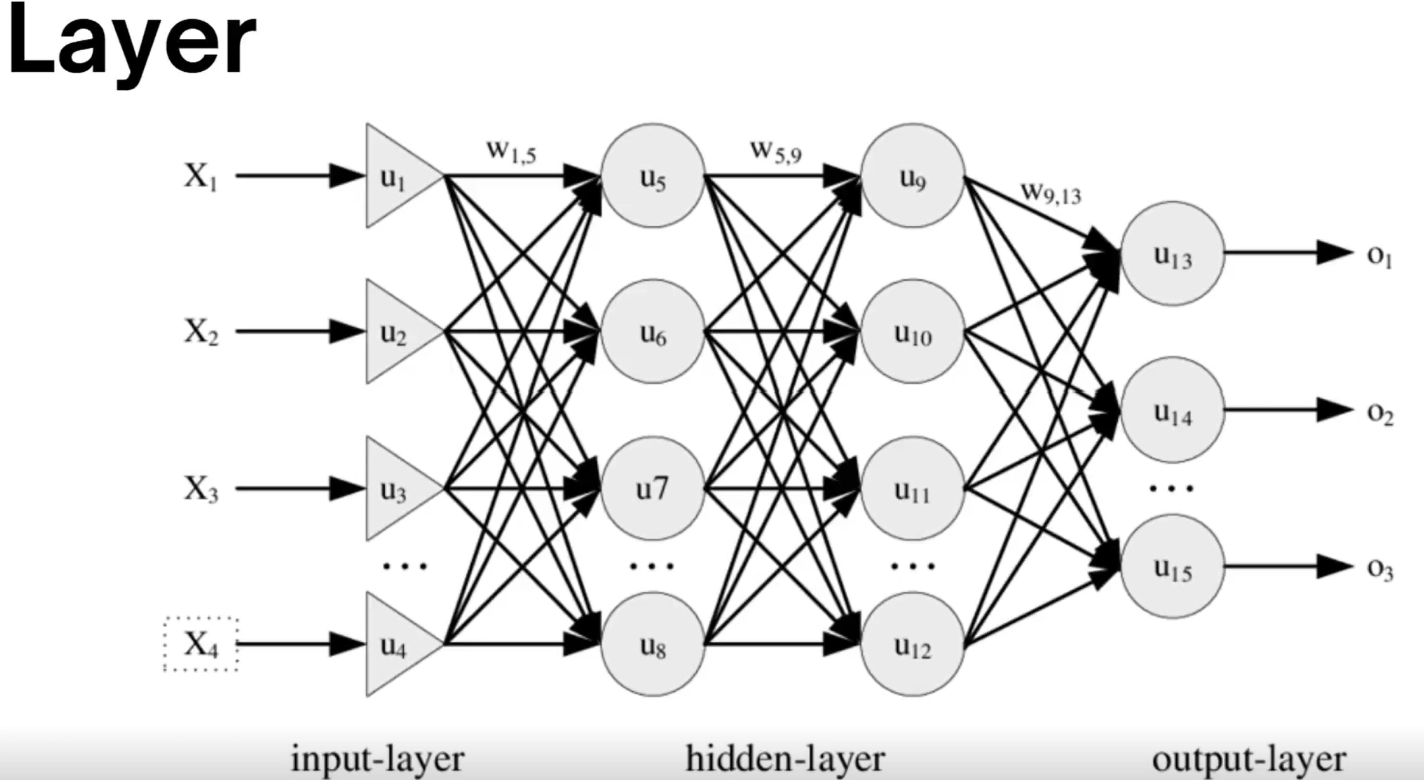 Layer
w1,5 w5,9
X1 u1 u5 u9 w9,13
u13 o1
X2 u2 u6 u10
u14 o2
X3 u3 u7 u11 ...
... ... ... u15 o3
X4 u4 u8 u12
input-layer hidden-layer output-layer